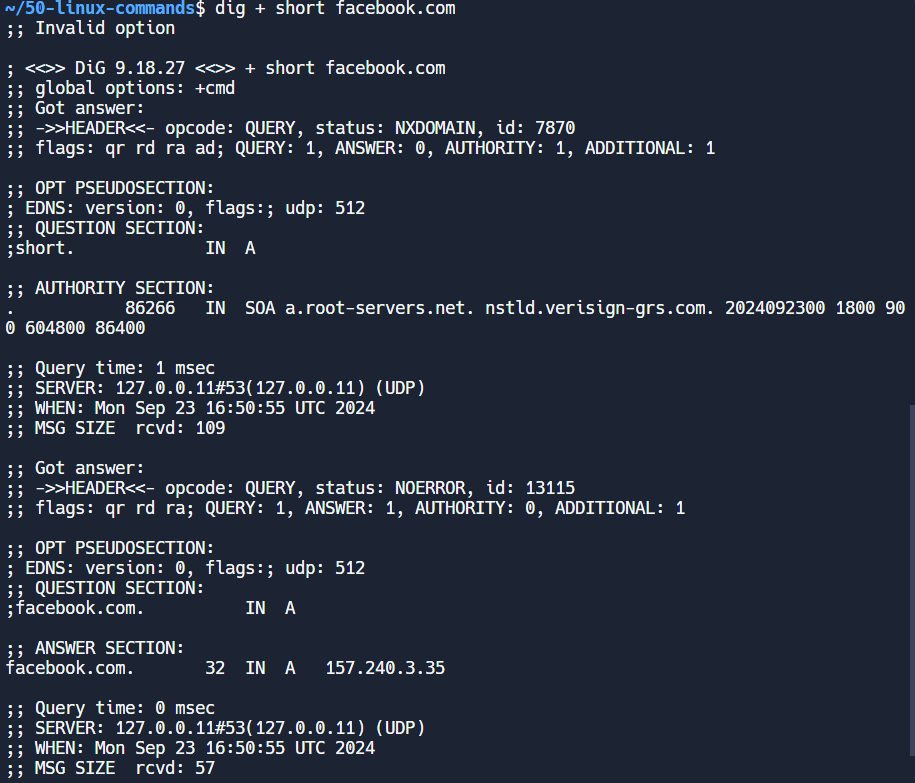 ~/50-linux-commands$ dig + short facebook.com
;; Invalid option
; <<>> DiG 9.18.27 <<>> + short facebook.com
;; global options: +cmd
;; Got answer:
;; ->>HEADER<<- opcode: QUERY, status: NXDOMAIN, id: 7870
;; flags: qr rd ra ad; QUERY: 1, ANSWER: 0, AUTHORITY: 1, ADDITIONAL: 1
;; OPT PSEUDOSECTION:
; EDNS: version: 0, flags:; udp: 512
;; QUESTION SECTION:
;short. IN A
;; AUTHORITY SECTION:
. 86266 IN SOA a.root-servers.net. nstld.verisign-grs.com. 2024092300 1800 90
0 604800 86400
;; Query time: 1 msec
;; SERVER: 127.0.0.11#53(127.0.0.11) (UDP)
;; WHEN: Mon Sep 23 16:50:55 UTC 2024
;; MSG SIZE rcvd: 109
;; Got answer:
;; ->>HEADER<<- opcode: QUERY, status: NOERROR, id: 13115
;; flags: qr rd ra; QUERY: 1, ANSWER: 1, AUTHORITY: 0, ADDITIONAL: 1
;; OPT PSEUDOSECTION:
; EDNS: version: 0, flags:; udp: 512
;; QUESTION SECTION:
;facebook.com. IN A
;; ANSWER SECTION:
facebook.com. 32 IN A 157.240.3.35
;; Query time: 0 msec
;; SERVER: 127.0.0.11#53(127.0.0.11) (UDP)
;; WHEN: Mon Sep 23 16:50:55 UTC 2024
;; MSG SIZE rcvd: 57